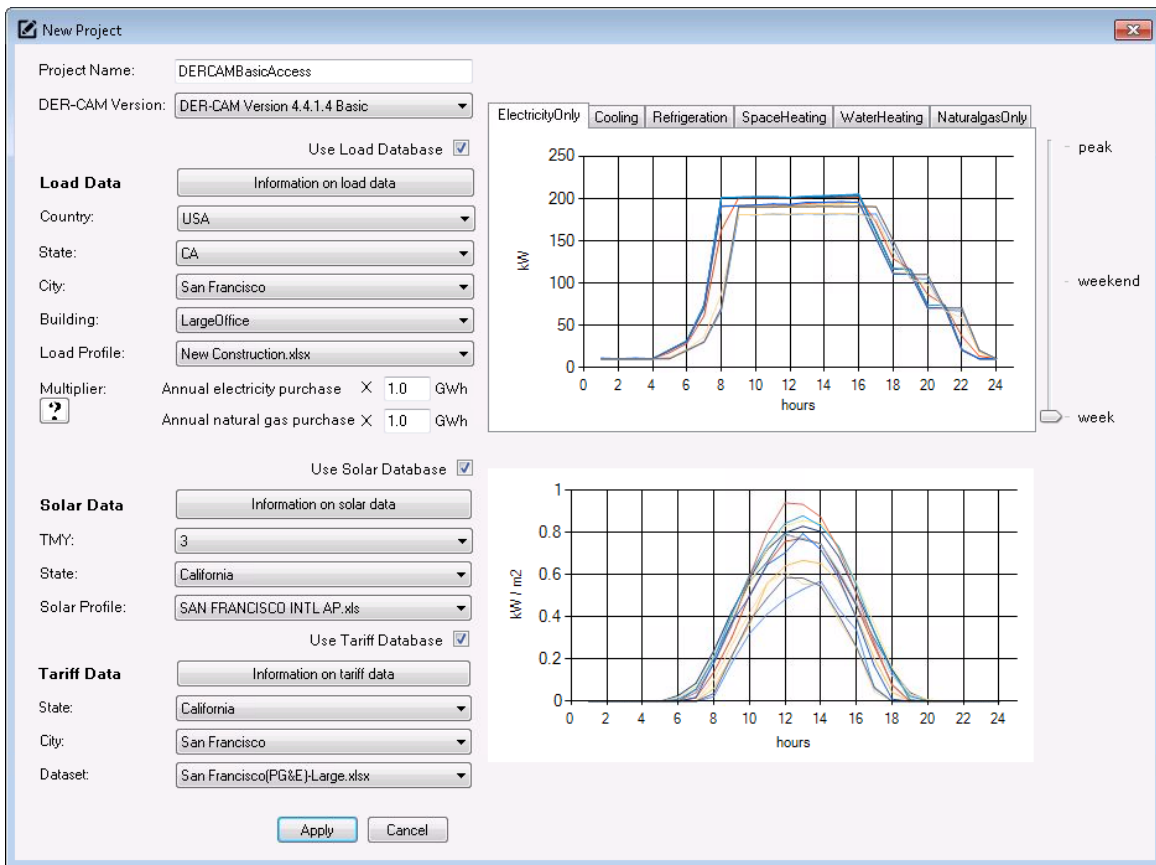 New Project
Project Name: DERCAMBasicAccess
DER-CAM Version: DER-CAM Version 4.4.1.4 Basic
Use Load Database
Load Data Information on load data
Country: USA
State: CA
City: San Francisco
Building: LargeOffice
Load Profile: New Construction.xlsx
Multiplier: Annual electricity purchase X 1.0 GWh
?
Annual natural gas purchase X 1.0 GWh
Use Solar Database
Solar Data Information on solar data
TMY: 3
State: California
Solar Profile: SAN FRANCISCO INTL AP.xls
Use Tariff Database
Tariff Data Information on tariff data
State: California
City: San Francisco
Dataset: San Francisco(PG&E)-Large.xlsx
Apply Cancel
ElectricityOnly Cooling Refrigeration SpaceHeating WaterHeating NaturalgasOnly
250
200
150
100
50
0
kW
0 2 4 6 8 10 12 14 16 18 20 22 24
hours
peak
weekend
week
1
0.8
0.6
0.4
0.2
0
kW / m2
0 2 4 6 8 10 12 14 16 18 20 22 24
hours